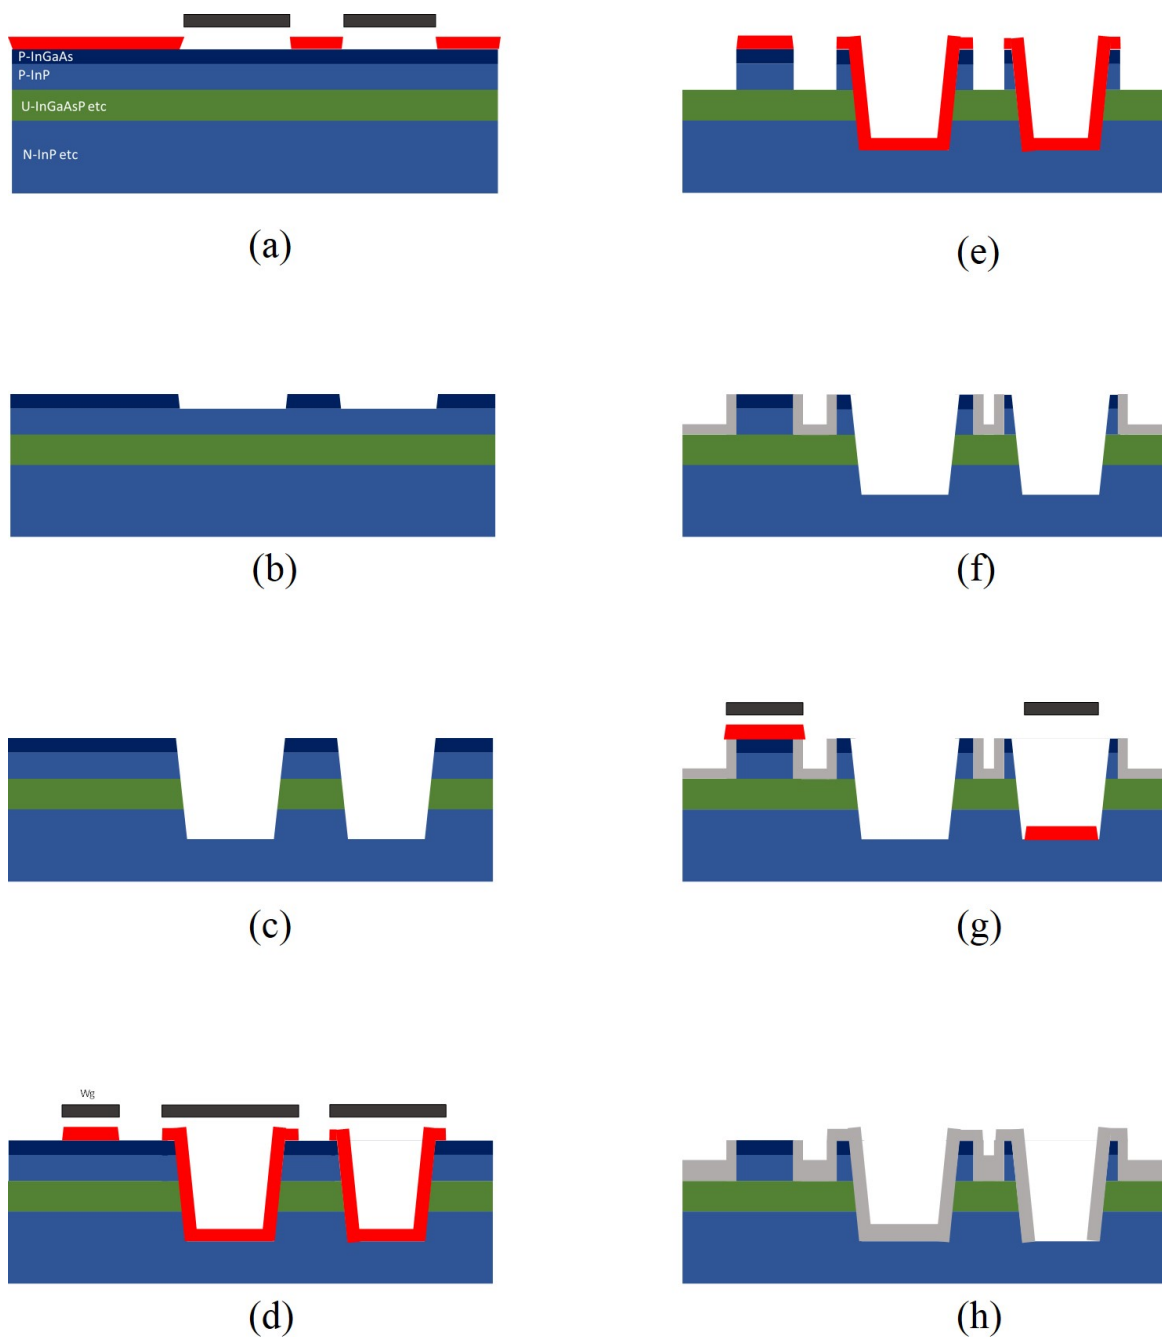 P-InGaAs
P-InP
U-InGaAsP etc
N-InP etc
(a)
(b)
(c)
Wg
(d)
(e)
(f)
(g)
(h)